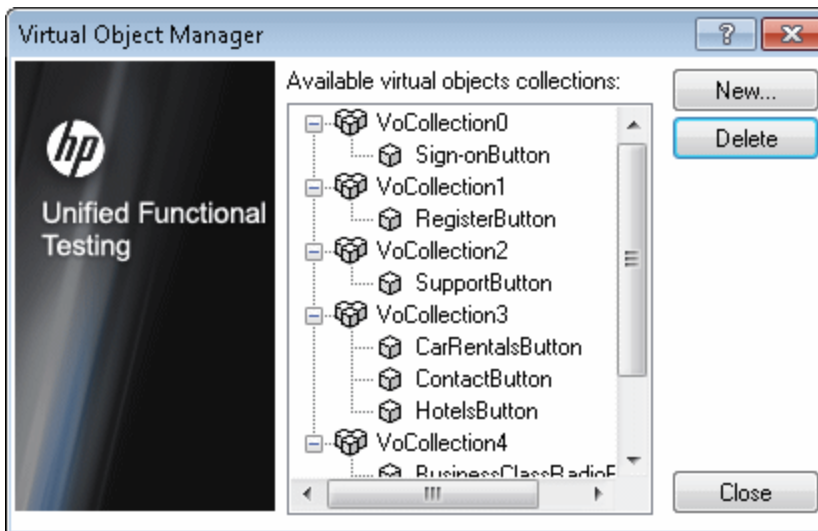 Virtual Object Manager
?
hp
Unified Functional
Testing
Available virtual objects collections:
VoCollection0
Sign-onButton
VoCollection1
RegisterButton
VoCollection2
SupportButton
VoCollection3
CarRentalsButton
ContactButton
HotelsButton
VoCollection4
New...
Delete
Close